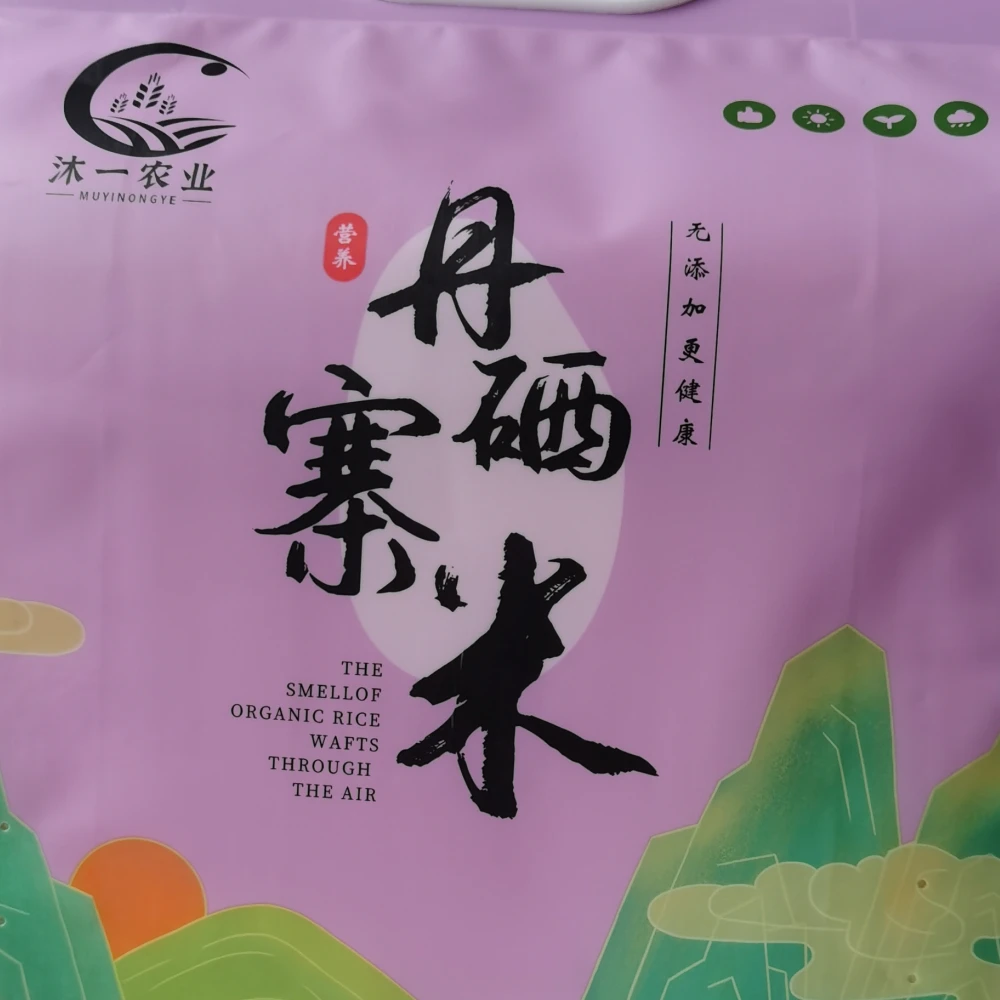 沐一农业
MUYINONGYE
营养
丹寨硒米
无添加更健康
THE
SMELLOF
ORGANIC RICE
WAFTS
THROUGH
THE AIR